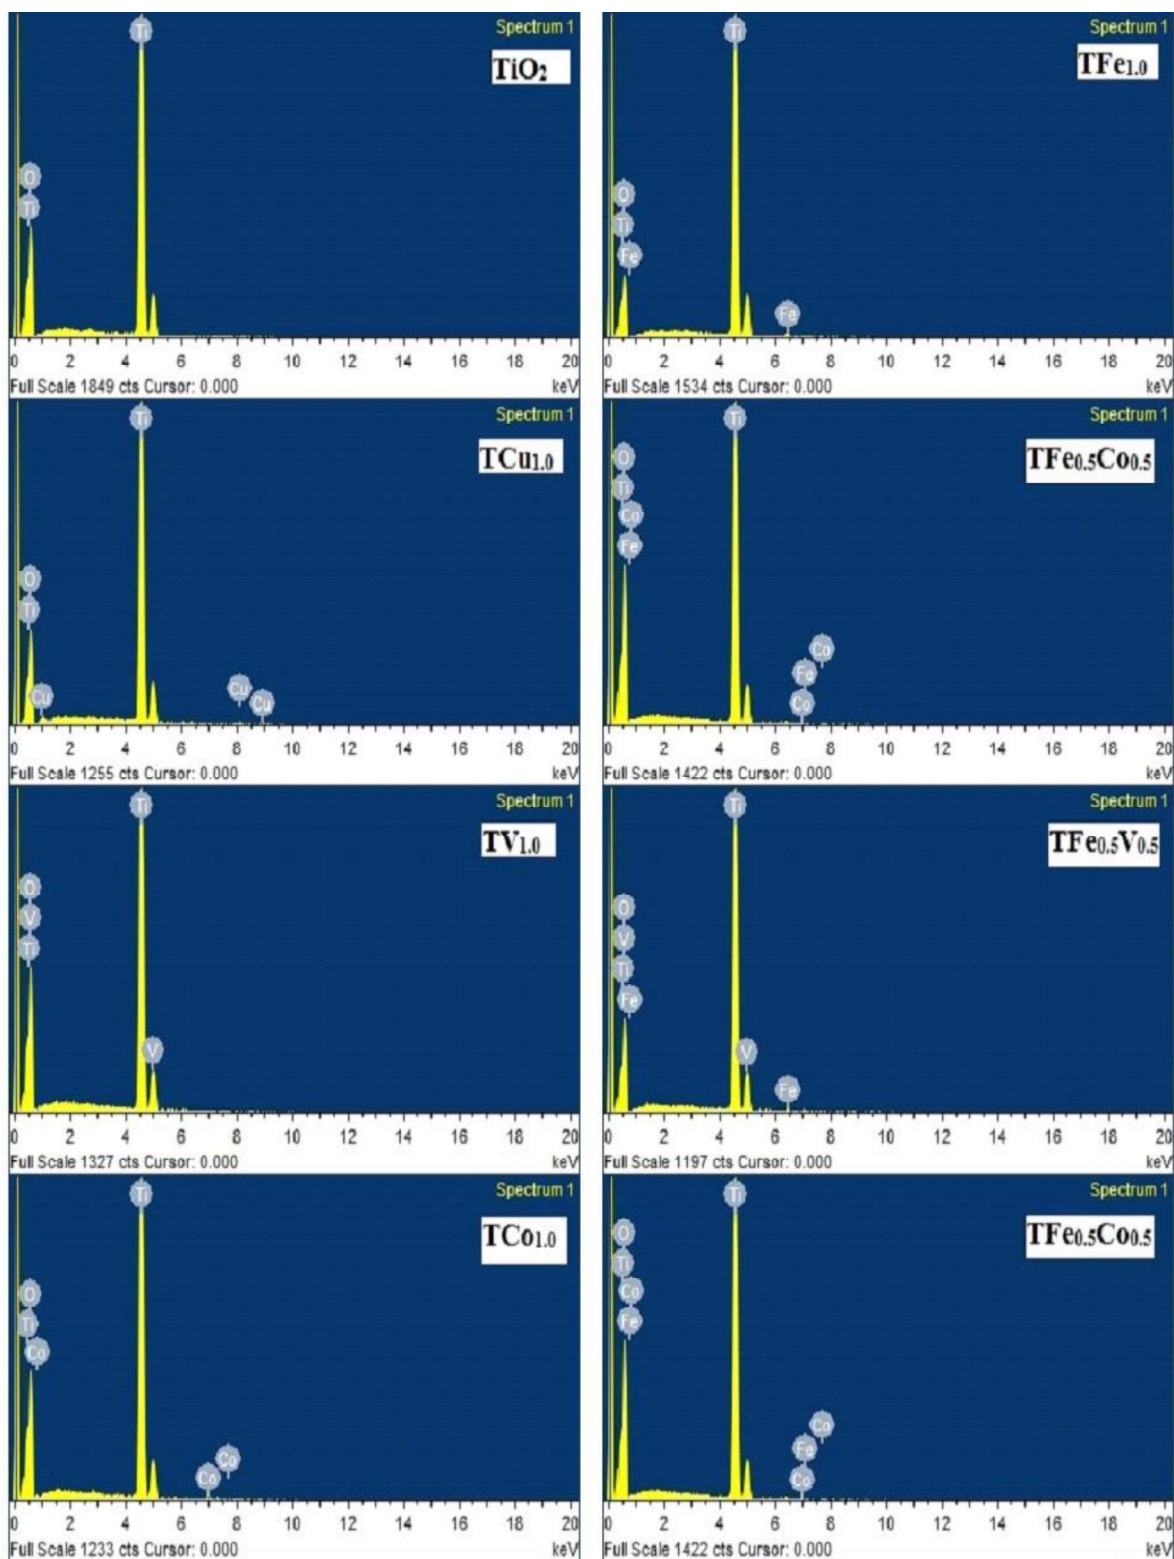 Spectrum 1
TiO2
Ti
O
Ti
0 2 4 6 8 10 12 14 16 18 20
Full Scale 1849 cts Cursor: 0.000 keV
Spectrum 1
TFe1.0
Ti
O
Ti
Fe
Fe
0 2 4 6 8 10 12 14 16 18 20
Full Scale 1534 cts Cursor: 0.000 keV
Spectrum 1
TCu1.0
Ti
O
Ti
Cu
Cu
Cu
0 2 4 6 8 10 12 14 16 18 20
Full Scale 1255 cts Cursor: 0.000 keV
Spectrum 1
TFe0.5Co0.5
Ti
O
Ti
Co
Fe
Co
Fe
Co
0 2 4 6 8 10 12 14 16 18 20
Full Scale 1422 cts Cursor: 0.000 keV
Spectrum 1
TV1.0
Ti
O
V
Ti
V
0 2 4 6 8 10 12 14 16 18 20
Full Scale 1327 cts Cursor: 0.000 keV
Spectrum 1
TFe0.5V0.5
Ti
O
V
Ti
Fe
V
Fe
0 2 4 6 8 10 12 14 16 18 20
Full Scale 1197 cts Cursor: 0.000 keV
Spectrum 1
TCo1.0
Ti
O
Ti
Co
Co
Co
0 2 4 6 8 10 12 14 16 18 20
Full Scale 1233 cts Cursor: 0.000 keV
Spectrum 1
TFe0.5Co0.5
Ti
O
Ti
Co
Fe
Co
Fe
Co
0 2 4 6 8 10 12 14 16 18 20
Full Scale 1422 cts Cursor: 0.000 keV